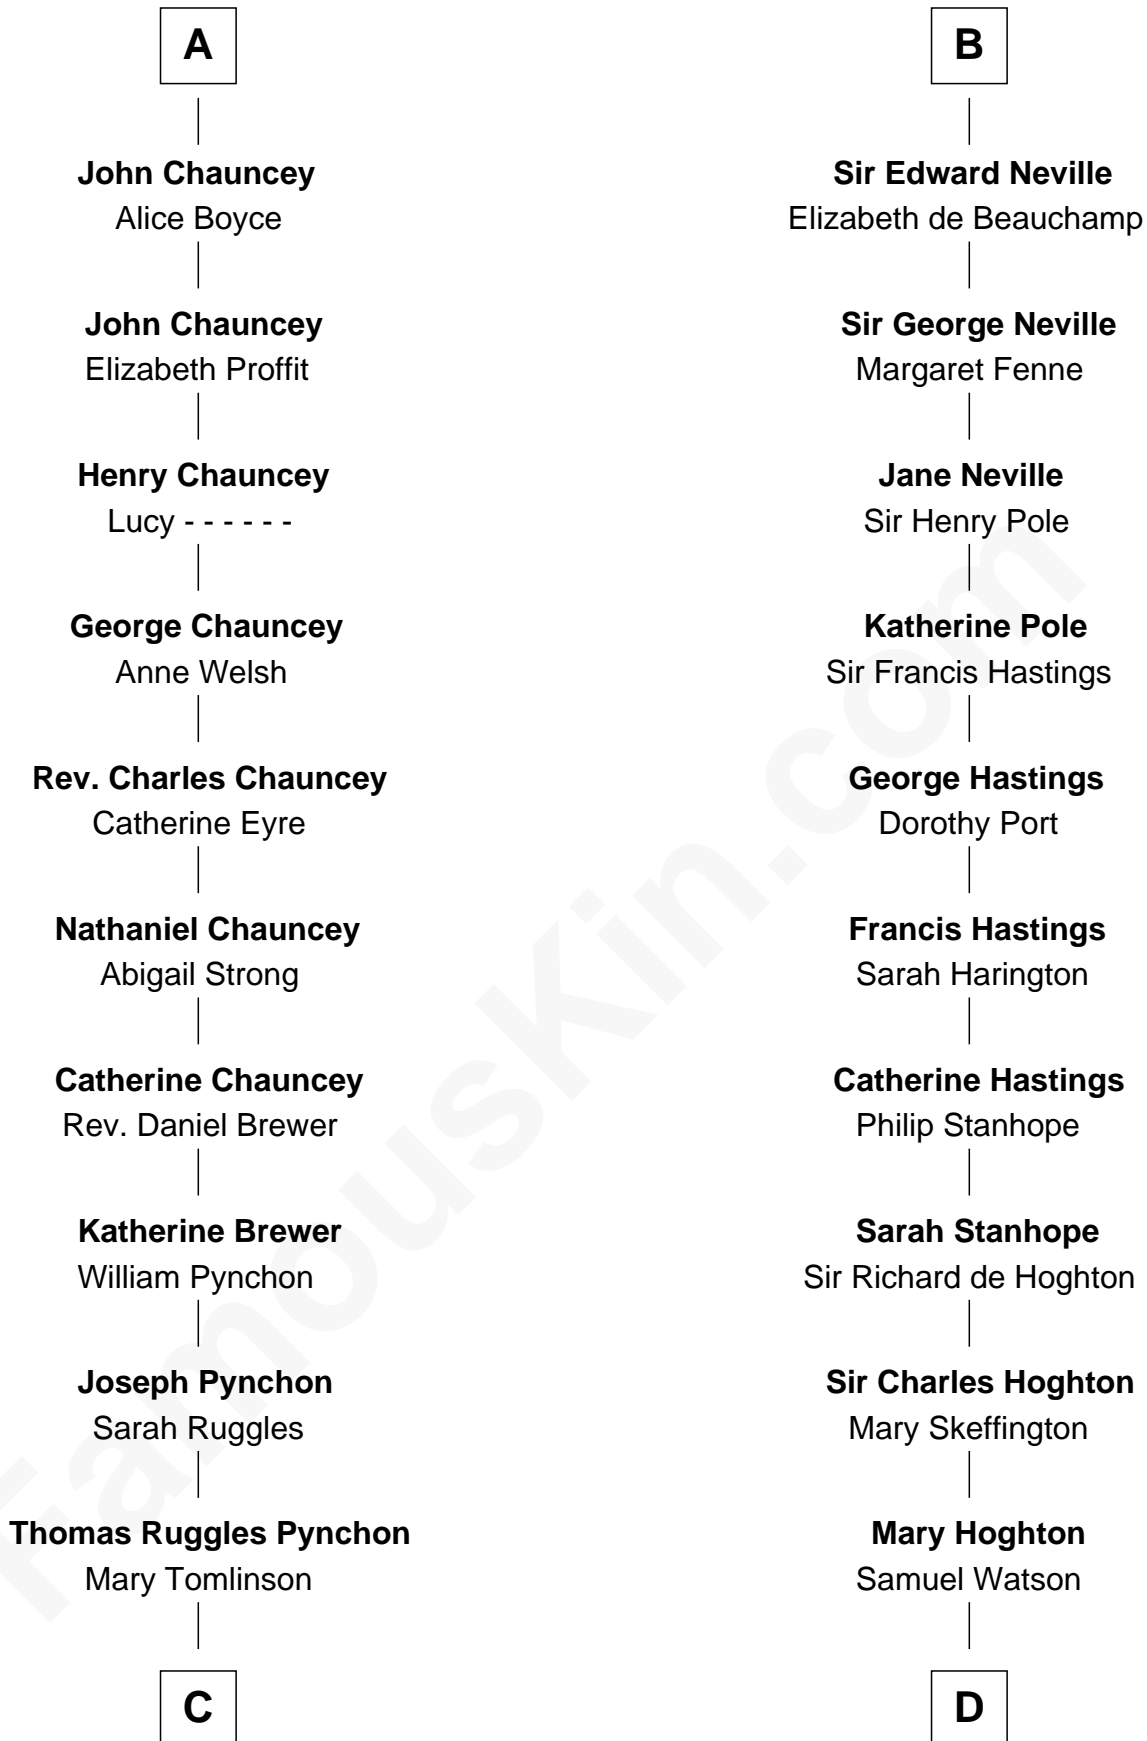 A
John Chauncey
Alice Boyce
John Chauncey
Elizabeth Proffit
Henry Chauncey
Lucy - - - - - -
George Chauncey
Anne Welsh
Rev. Charles Chauncey
Catherine Eyre
Nathaniel Chauncey
Abigail Strong
Catherine Chauncey
Rev. Daniel Brewer
Katherine Brewer
William Pynchon
Joseph Pynchon
Sarah Ruggles
Thomas Ruggles Pynchon
Mary Tomlinson
C
B
Sir Edward Neville
Elizabeth de Beauchamp
Sir George Neville
Margaret Fenne
Jane Neville
Sir Henry Pole
Katherine Pole
Sir Francis Hastings
George Hastings
Dorothy Port
Francis Hastings
Sarah Harington
Catherine Hastings
Philip Stanhope
Sarah Stanhope
Sir Richard de Hoghton
Sir Charles Hoghton
Mary Skeffington
Mary Hoghton
Samuel Watson
D
FamousKin.com